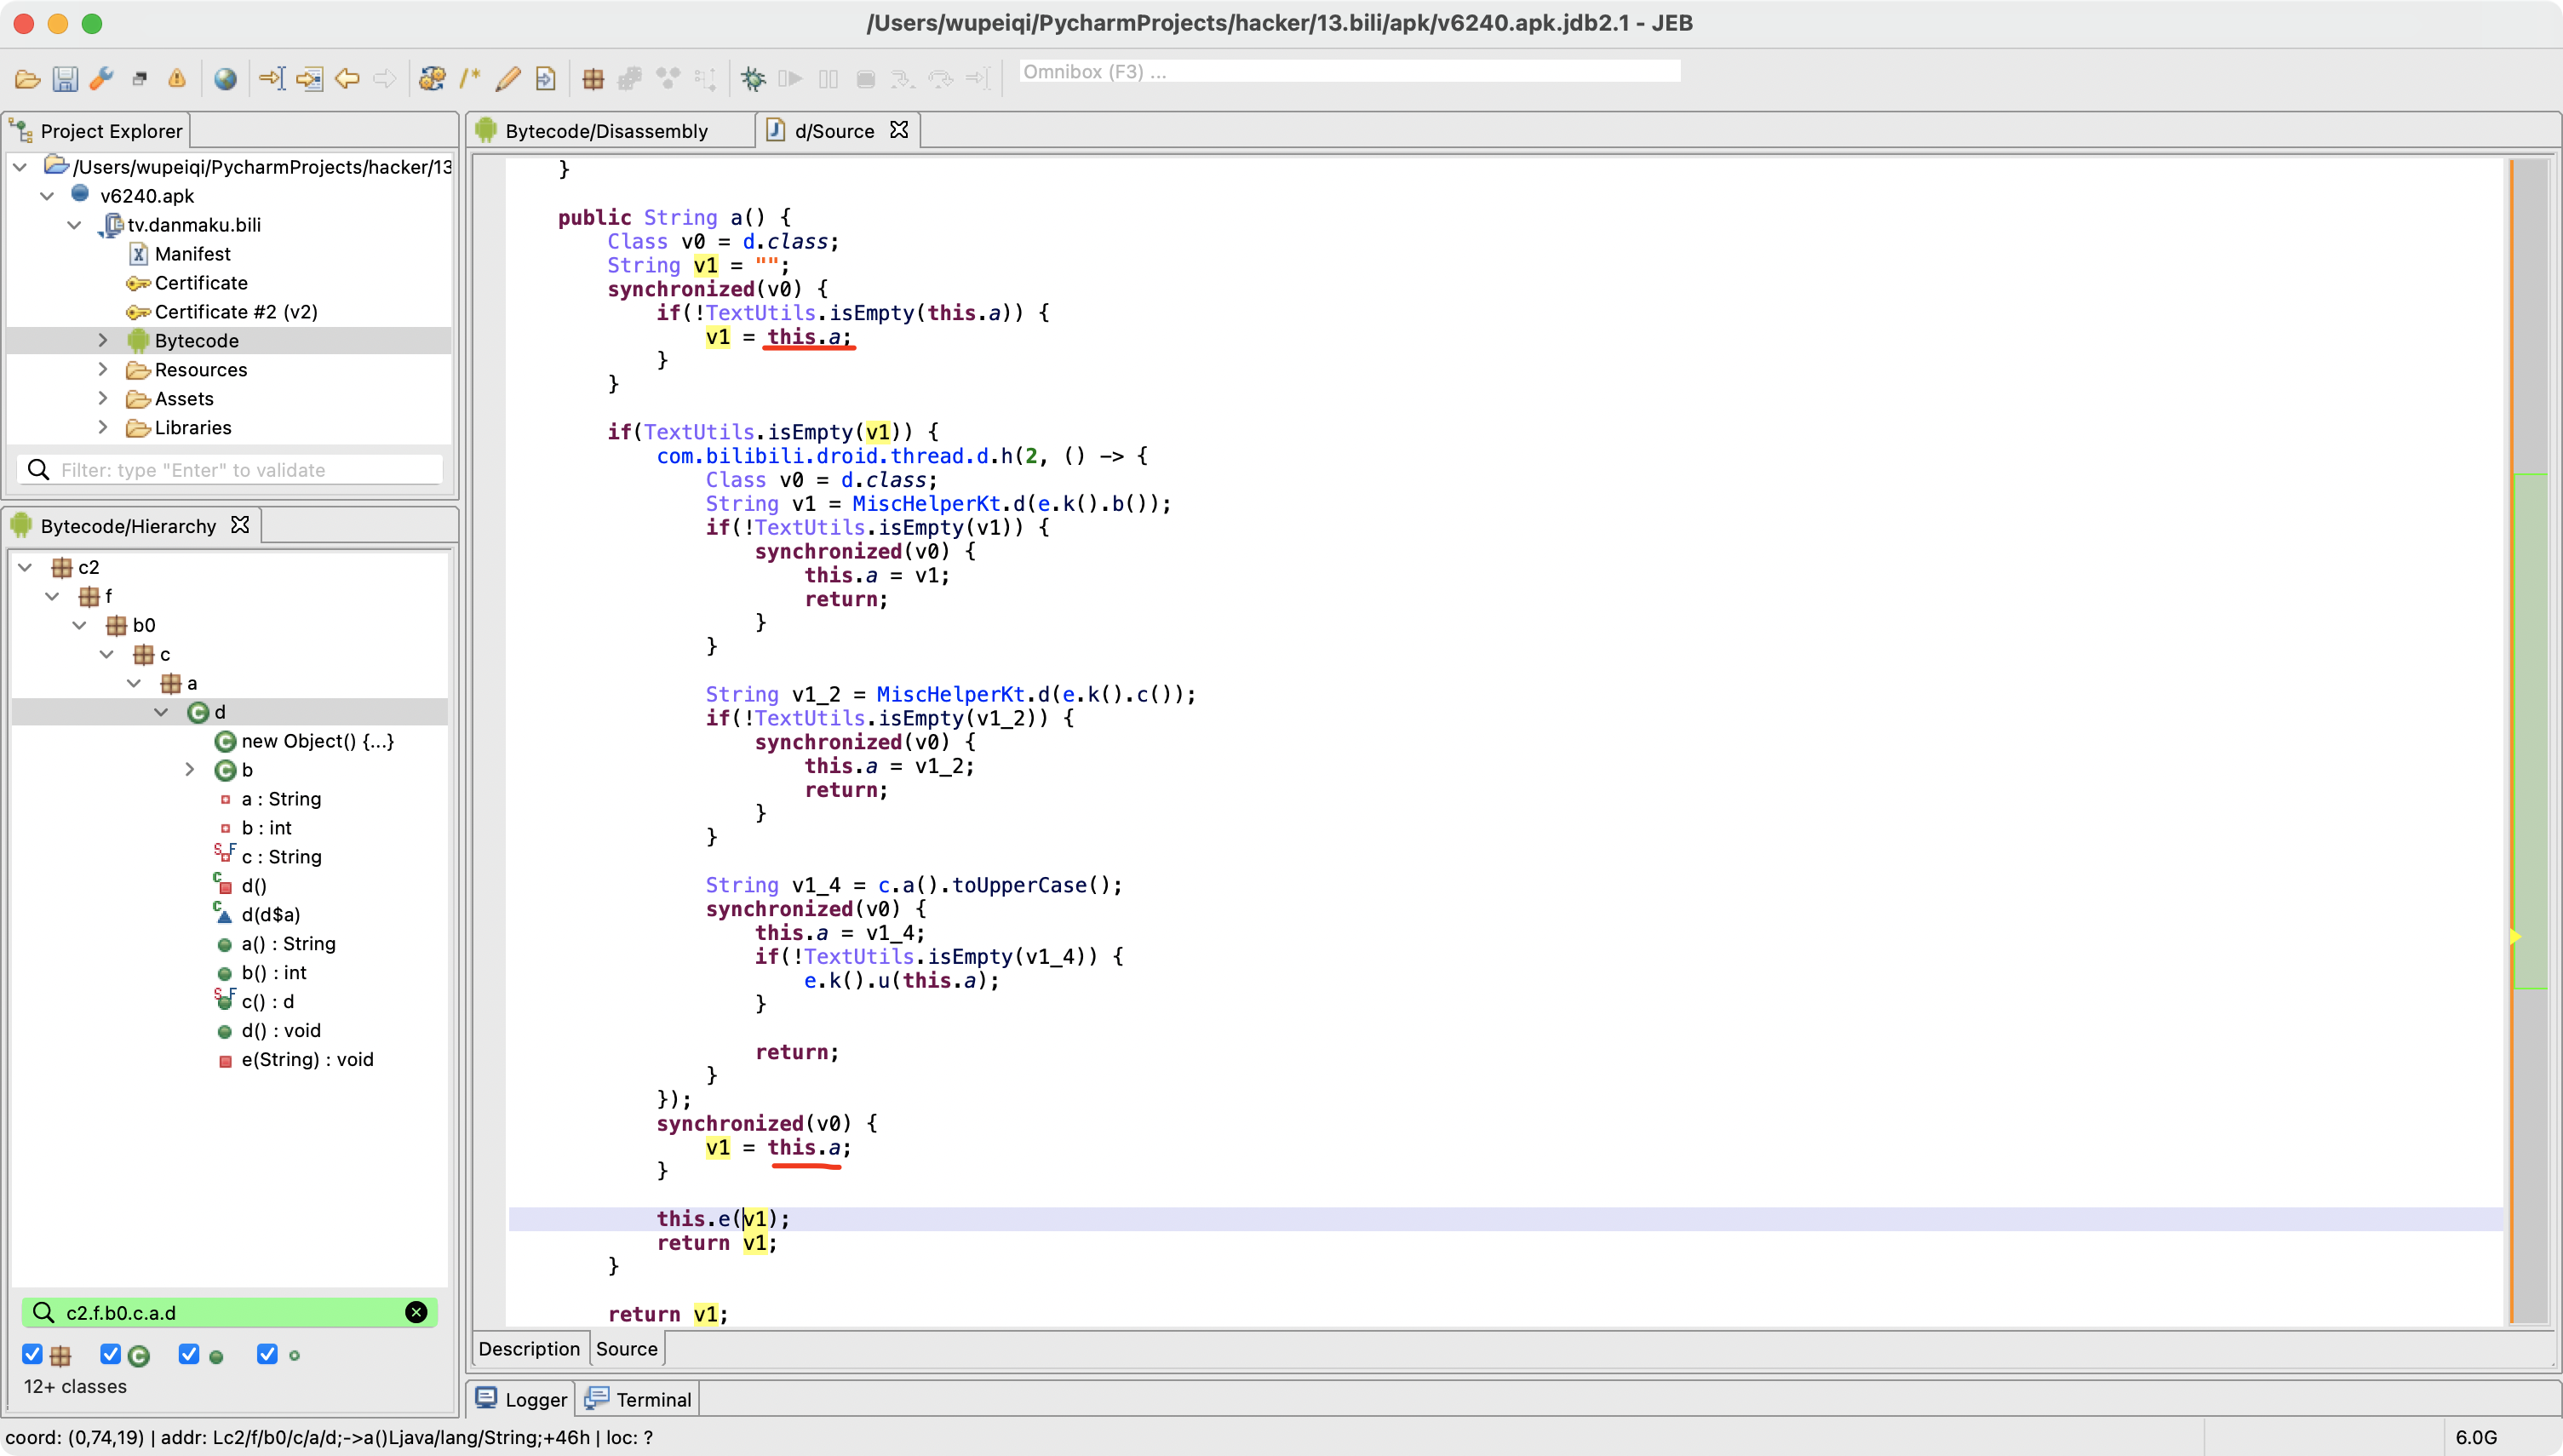 /Users/wupeiqi/PycharmProjects/hacker/13.bili/apk/v6240.apk.jdb2.1 - JEB
Omnibox (F3) ...
Project Explorer
/Users/wupeiqi/PycharmProjects/hacker/13
v6240.apk
tv.danmaku.bili
Manifest
Certificate
Certificate #2 (v2)
Bytecode
Resources
Assets
Libraries
Filter: type "Enter" to validate
Bytecode/Hierarchy
c2
f
b0
c
a
d
new Object() {...}
b
a : String
b : int
c : String
d()
d(d$a)
a() : String
b() : int
c() : d
d() : void
e(String) : void
c2.f.b0.c.a.d
12+ classes
Bytecode/Disassembly
d/Source
}
public String a() {
Class v0 = d.class;
String v1 = "";
synchronized(v0) {
if(!TextUtils.isEmpty(this.a)) {
v1 = this.a;
}
}
if(TextUtils.isEmpty(v1)) {
com.bilibili.droid.thread.d.h(2, () -> {
Class v0 = d.class;
String v1 = MiscHelperKt.d(e.k().b());
if(!TextUtils.isEmpty(v1)) {
synchronized(v0) {
this.a = v1;
return;
}
}
String v1_2 = MiscHelperKt.d(e.k().c());
if(!TextUtils.isEmpty(v1_2)) {
synchronized(v0) {
this.a = v1_2;
return;
}
}
String v1_4 = c.a().toUpperCase();
synchronized(v0) {
this.a = v1_4;
if(!TextUtils.isEmpty(v1_4)) {
e.k().u(this.a);
}
return;
}
});
synchronized(v0) {
v1 = this.a;
}
this.e(v1);
return v1;
}
return v1;
Description
Source
Logger
Terminal
coord: (0,74,19) | addr: Lc2/f/b0/c/a/d;->a()Ljava/lang/String;+46h | loc: ?
6.0G